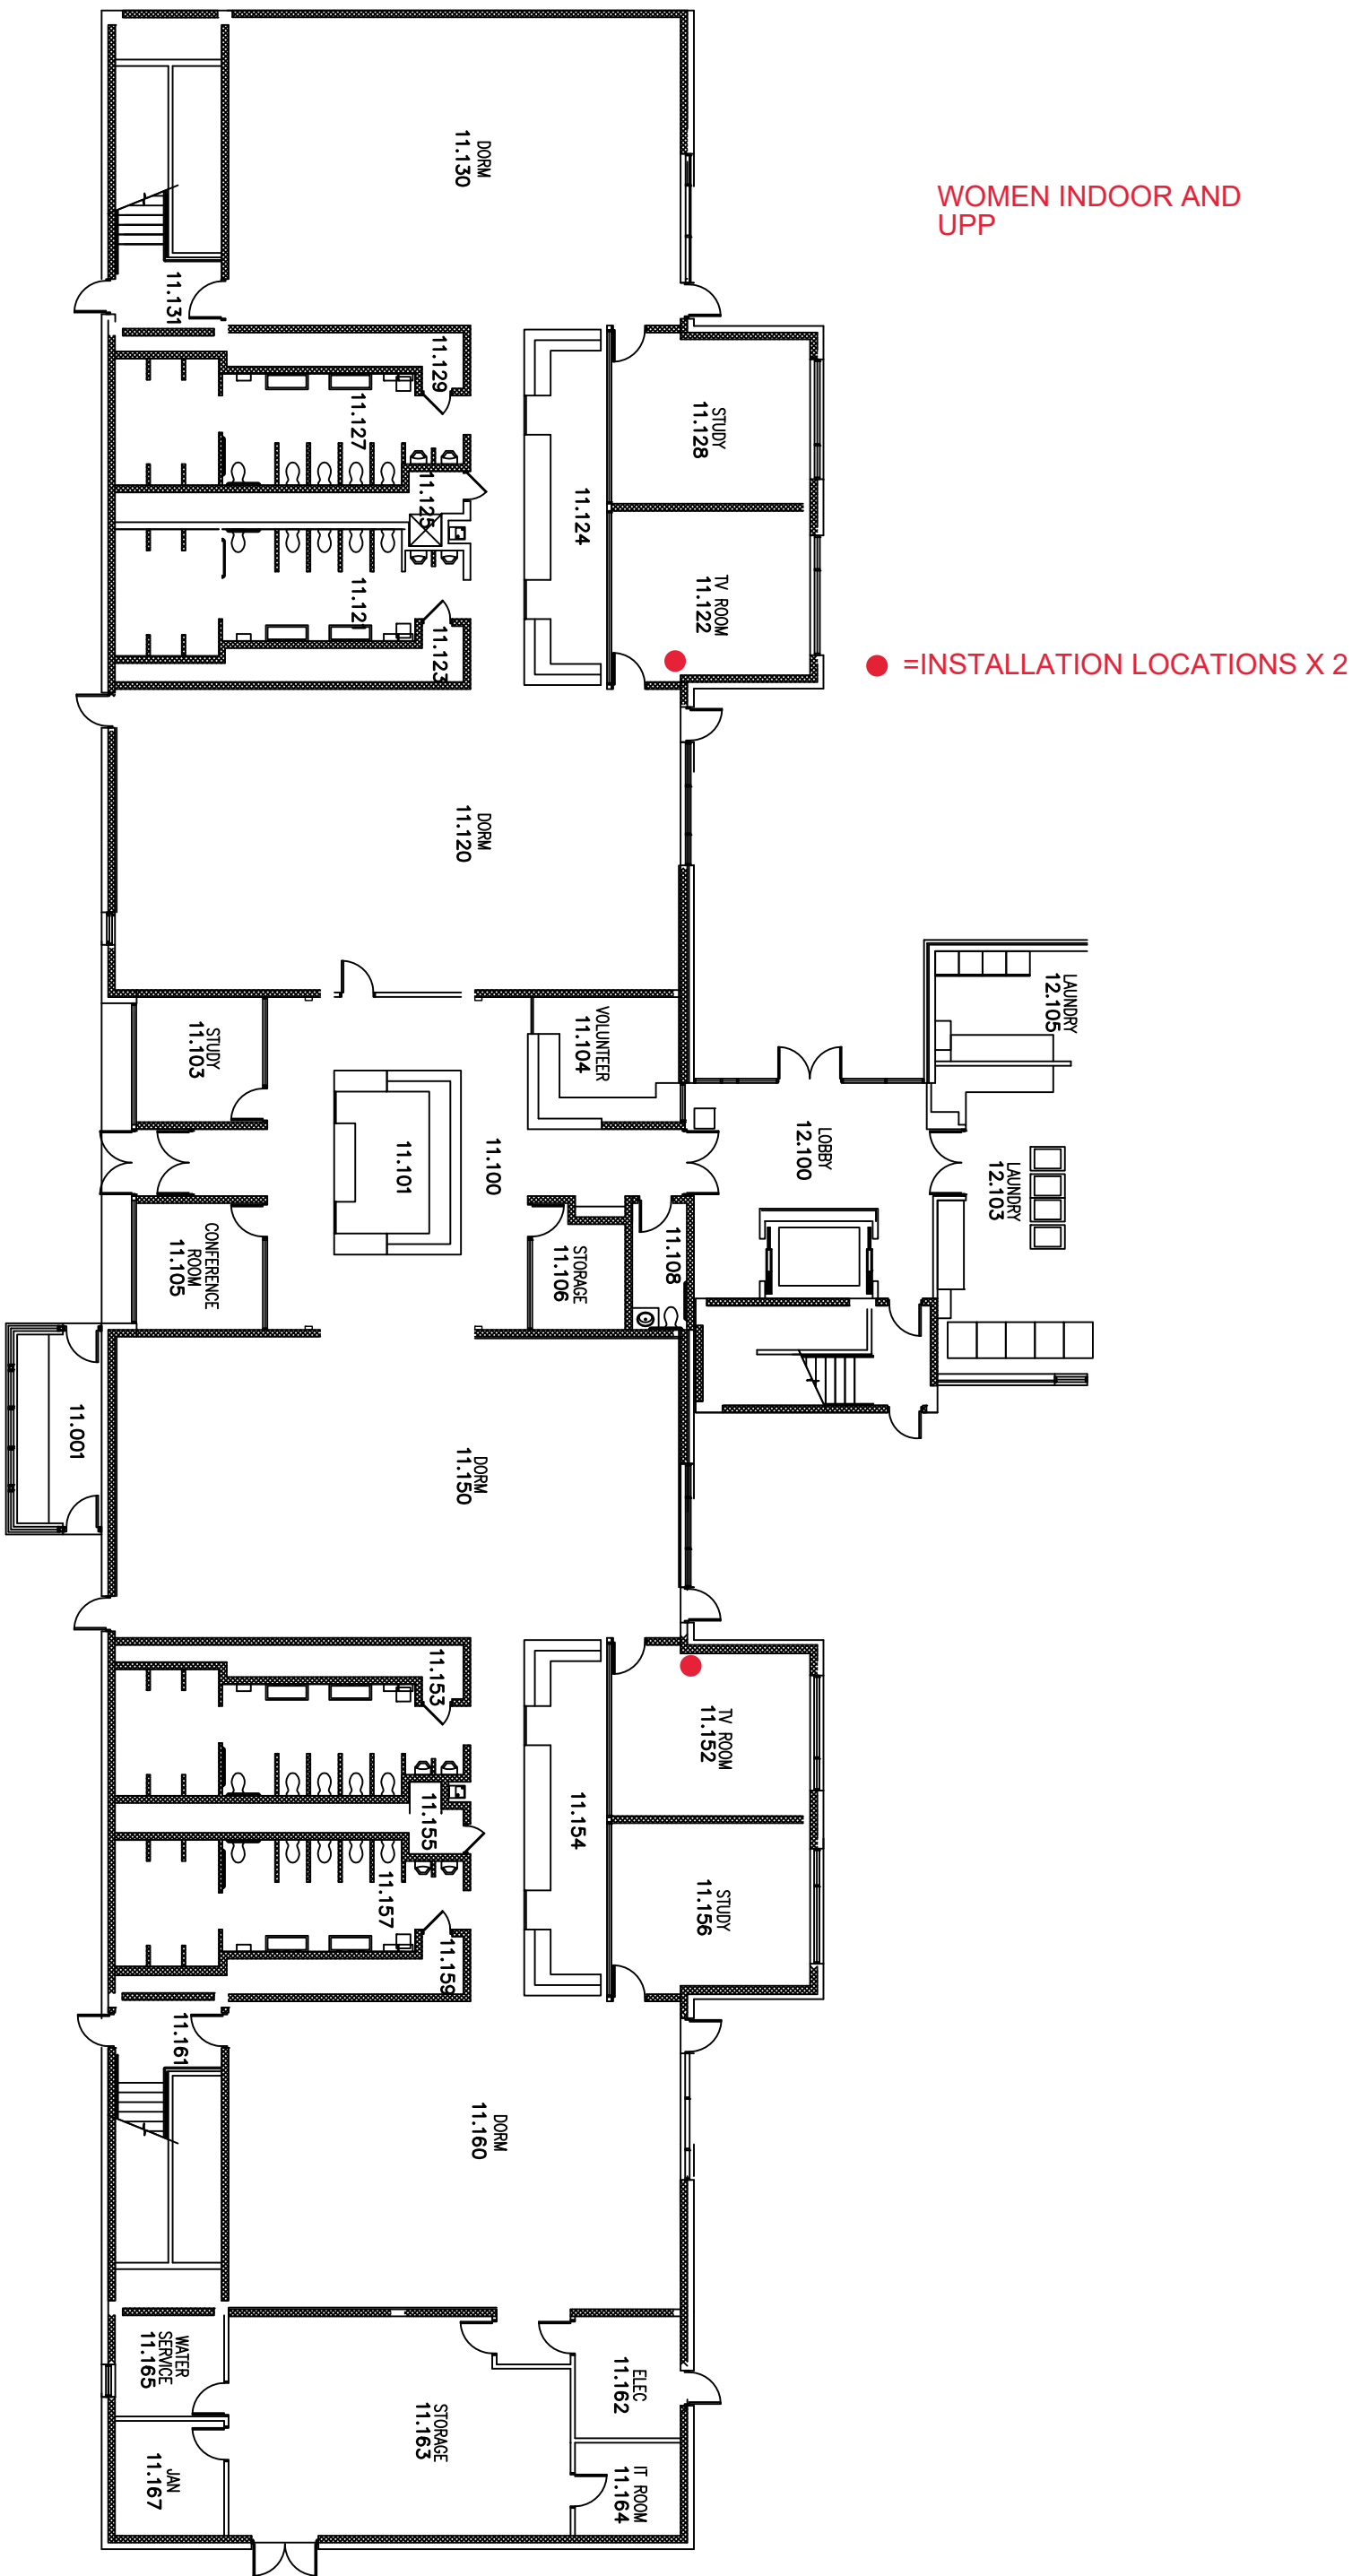 WOMEN INDOOR AND
UPP
=INSTALLATION LOCATIONS X 2
DORM
11.130
11.131
11.129
11.127
STUDY
11.128
11.125
11.124
TV ROOM
11.122
11.121
11.123
DORM
11.120
LAUNDRY
12.105
STUDY
11.103
VOLUNTEER
11.104
11.101
11.100
LOBBY
12.100
LAUNDRY
12.103
CONFERENCE
ROOM
11.105
STORAGE
11.106
11.108
11.001
DORM
11.150
11.153
TV ROOM
11.152
11.155
11.154
11.157
STUDY
11.156
11.159
11.161
DORM
11.160
WATER
SERVICE
11.165
ELEC
11.162
STORAGE
11.163
JAN
11.167
IT ROOM
11.164